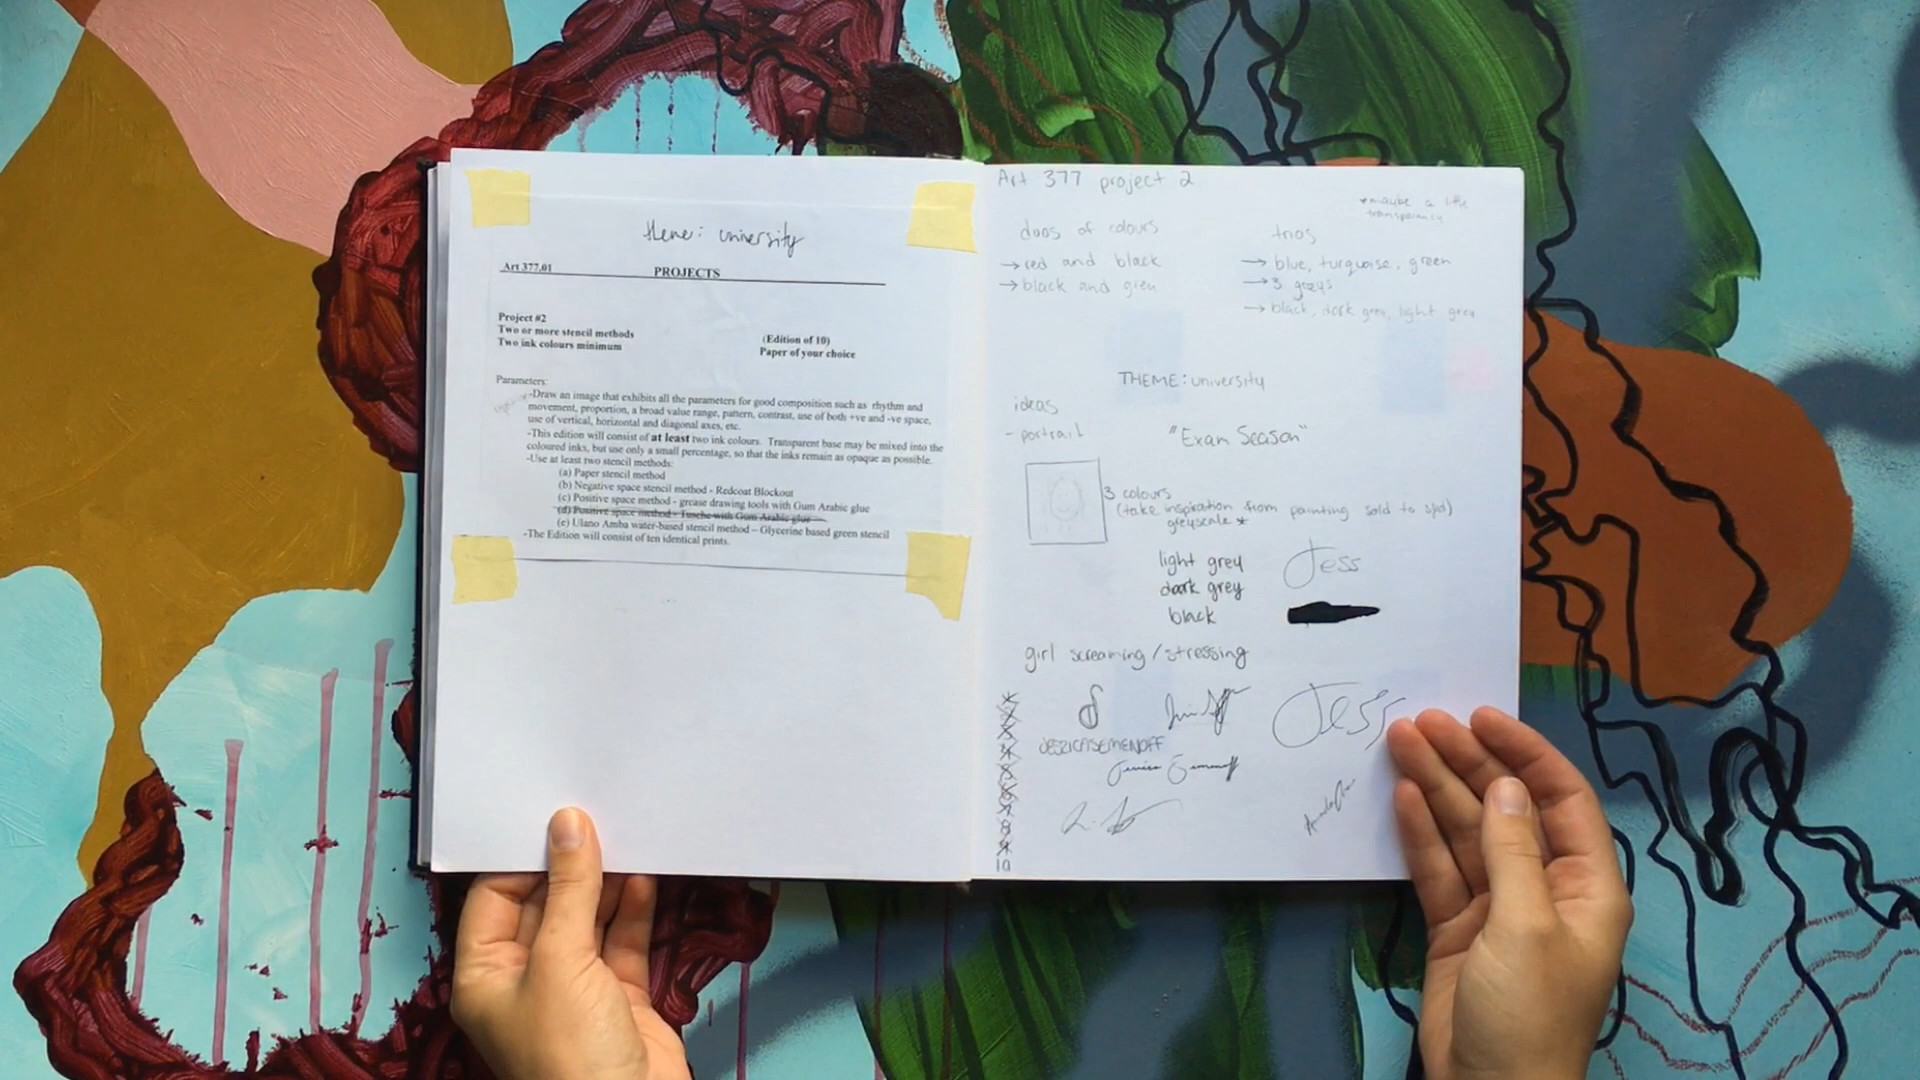 theme: university
Art 377.01 PROJECTS
Project #2
Two or more stencil methods
Two ink colours minimum
(Edition of 10)
Paper of your choice
Parameters:
-Draw an image that exhibits all the parameters for good composition such as rhythm and
movement, proportion, a broad value range, pattern, contrast, use of both +ve and -ve space,
use of vertical, horizontal and diagonal axes, etc.
-This edition will consist of at least two ink colours. Transparent base may be mixed into the
coloured inks, but use only a small percentage, so that the inks remain as opaque as possible.
-Use at least two stencil methods:
(a) Paper stencil method
(b) Negative space stencil method - Redcoat Blockout
(c) Positive space method - grease drawing tools with Gum Arabic glue
(d) Positive space method - Tusche with Gum Arabic glue
(e) Ulano Amba water-based stencil method – Glycerine based green stencil
-The Edition will consist of ten identical prints.
Art 377 project 2
*maybe a little
transparency
duos of colours
→ red and black
→ black and grey
trios
→ blue, turquoise, green
→ 3 greys
→ black, dark grey, light grey
THEME: university
ideas
- portrait
"Exam Season"
3 colours
(take inspiration from painting sold to
greyscale *
light grey
dark grey
black
Jess
girl screaming / stressing
Jess
JESSICASEMENOFF
10